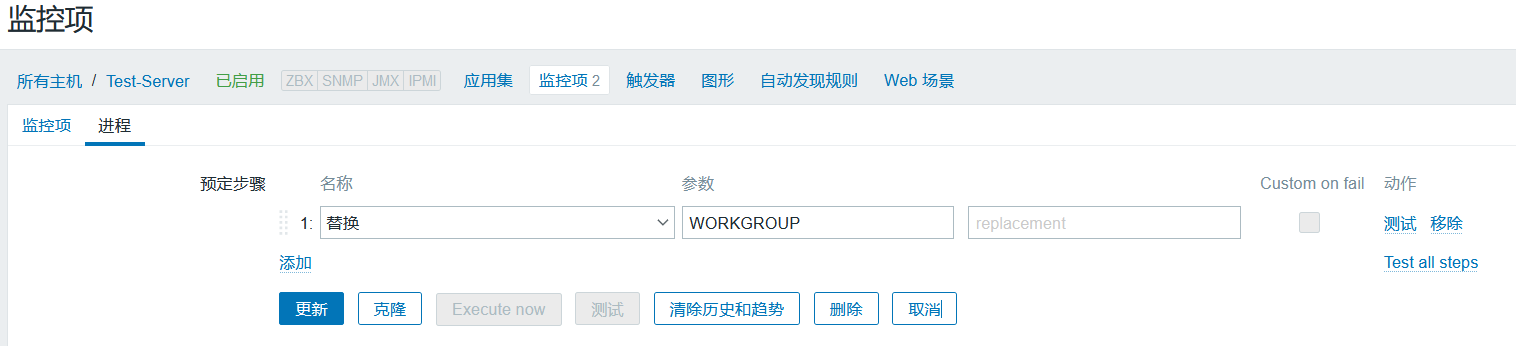 监控项
所有主机 / Test-Server 已启用 ZBX SNMP JMX IPMI 应用集 监控项 2 触发器 图形 自动发现规则 Web 场景
监控项 进程
预定步骤 名称 参数 Custom on fail 动作
1: 替换 WORKGROUP replacement 测试 移除
添加 Test all steps
更新 克隆 Execute now 测试 清除历史和趋势 删除 取消